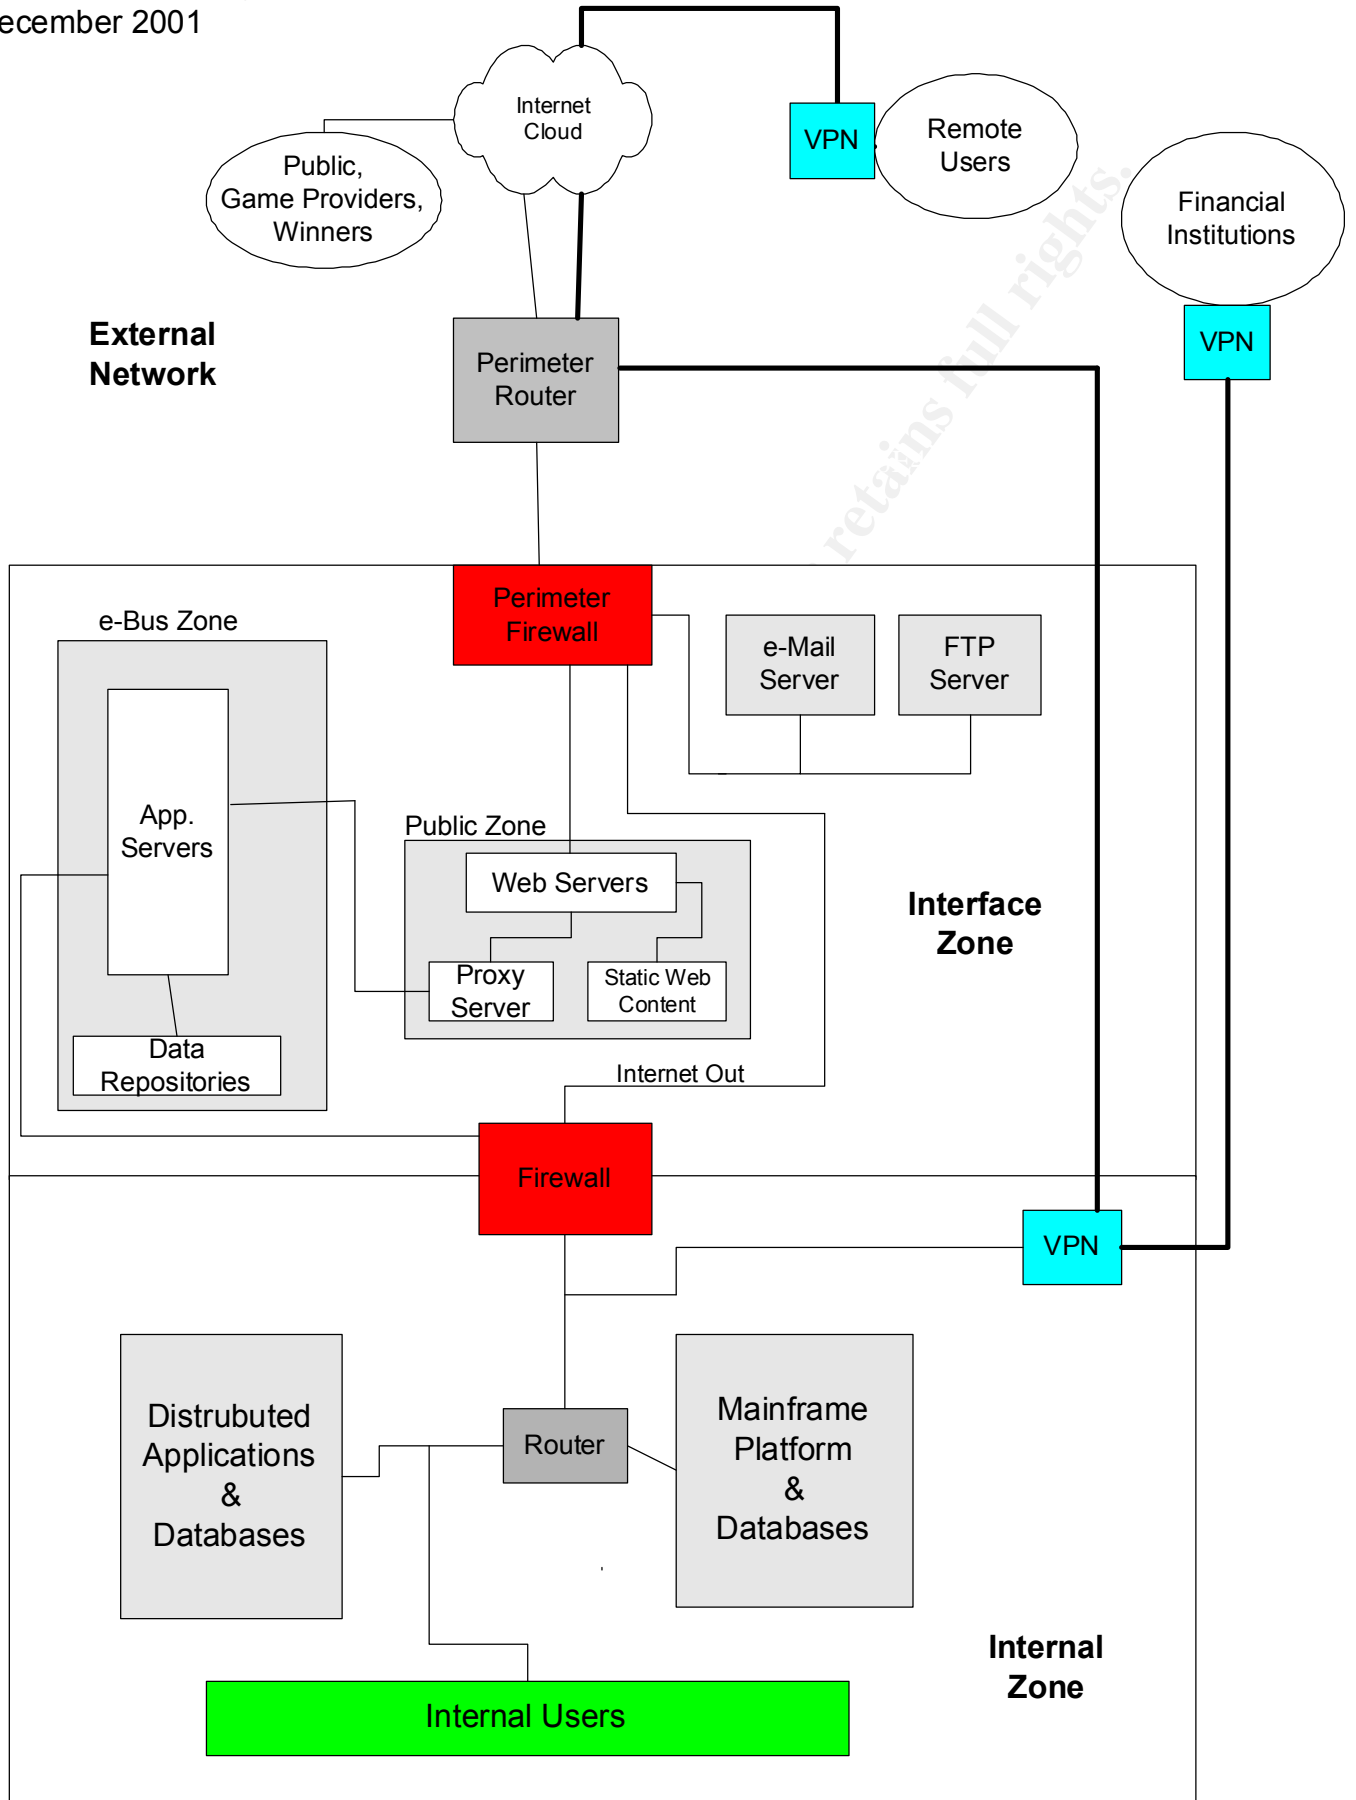 ecember 2001
Internet
Cloud
VPN
Remote
Users
Public,
Game Providers,
Winners
Financial
Institutions
VPN
External
Network
Perimeter
Router
retains full rights.
Perimeter
Firewall
e-Bus Zone
e-Mail
Server
FTP
Server
App.
Servers
Public Zone
Web Servers
Interface
Zone
Proxy
Server
Static Web
Content
Data
Repositories
Internet Out
Firewall
VPN
Distrubuted
Applications
&
Databases
Router
Mainframe
Platform
&
Databases
Internal
Zone
Internal Users